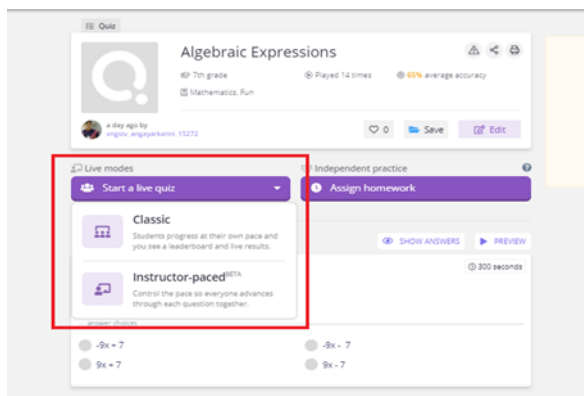 Quiz
Algebraic Expressions
7th grade
Played 14 times
65% average accuracy
Mathematics, Fun
a day ago by
0
Save
Edit
Live modes
Independent practice
Start a live quiz
Assign homework
Classic
Students progress at their own pace and
you see a leaderboard and live results.
SHOW ANSWERS
PREVIEW
Instructor-paced BETA
Control the pace so everyone advances
through each question together.
300 seconds
answer choices
-9x + 7
-9x - 7
9x + 7
9x - 7